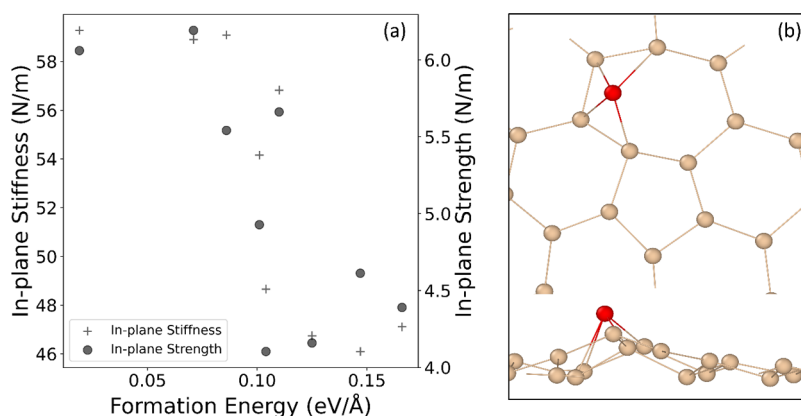 (a)
(b)
In-plane Stiffness (N/m)
58
56
54
52
50
48
46
6.0
5.5
5.0
4.5
4.0
In-plane Strength (N/m)
In-plane Stiffness
In-plane Strength
0.05
0.10
0.15
Formation Energy (eV/Å)